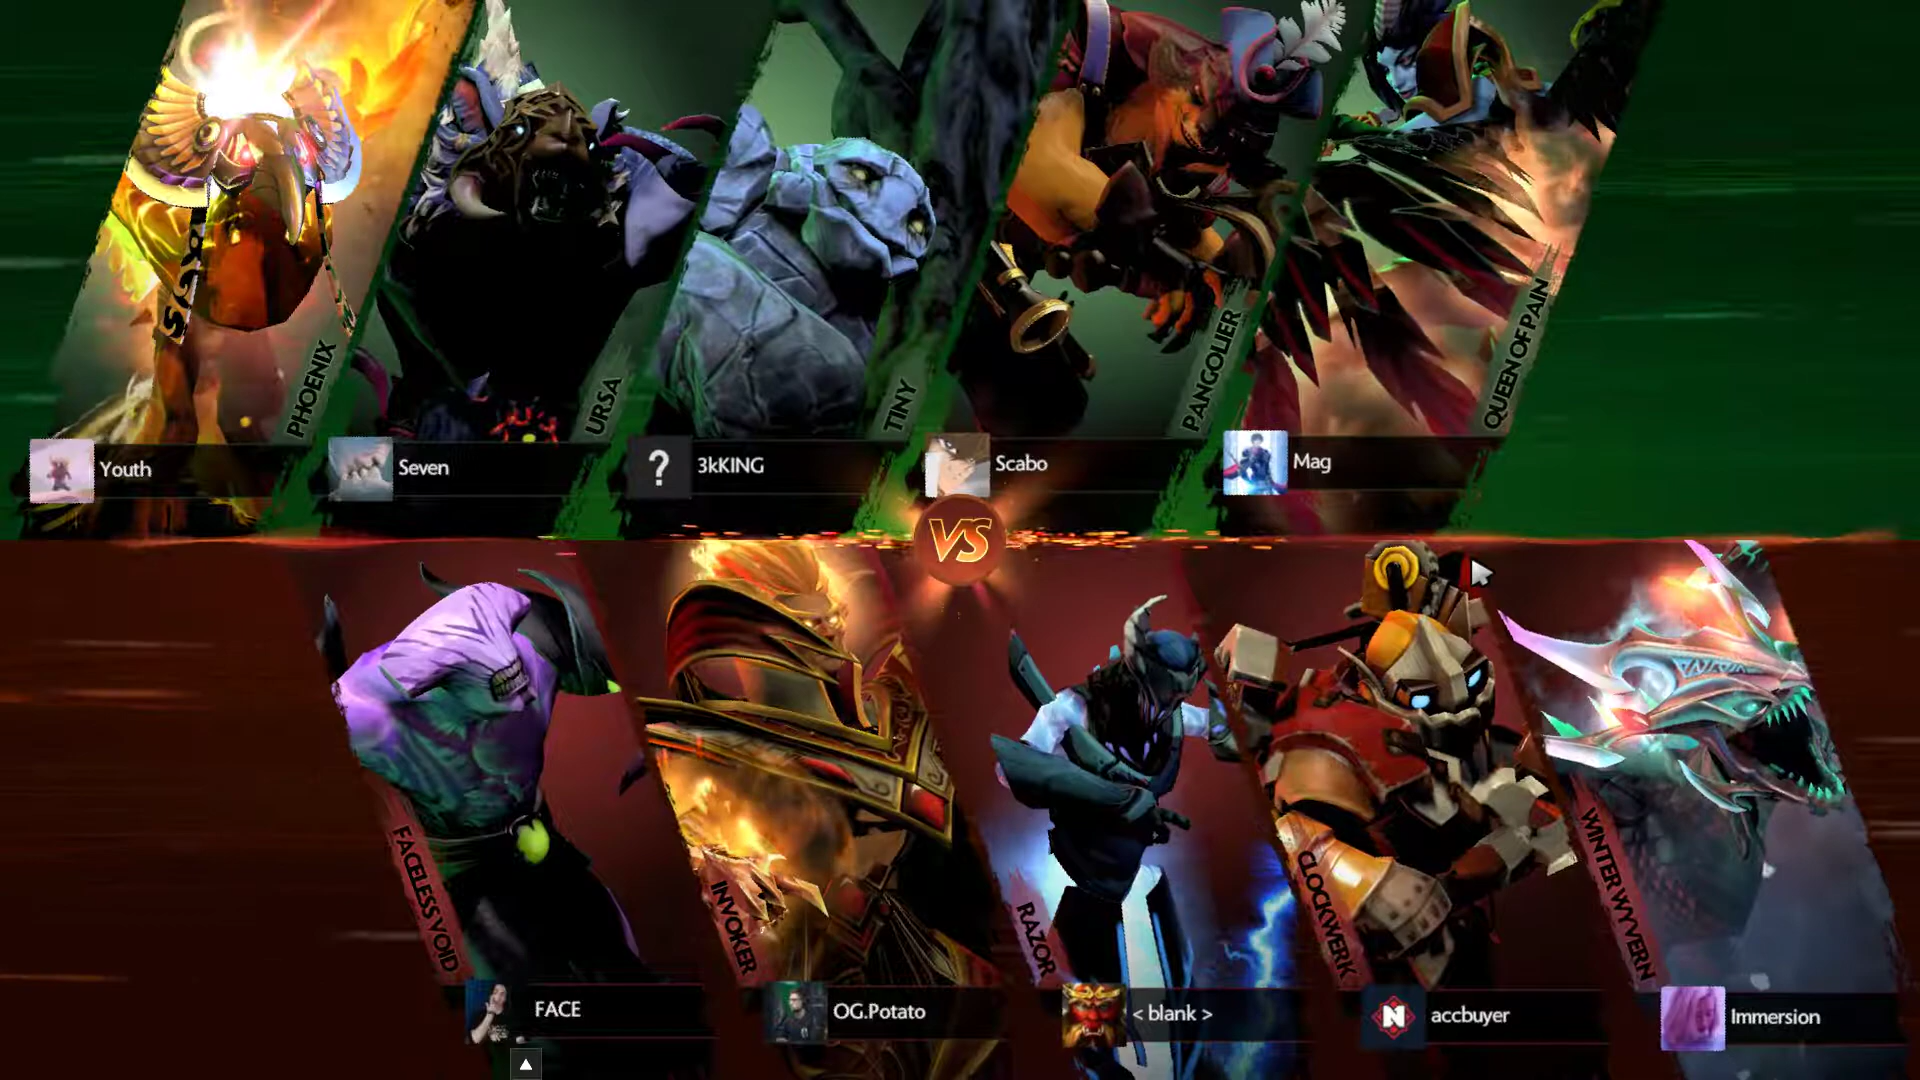 PHOENIX
URSA
TINY
PANGOLIER
QUEEN OF PAIN
Youth
Seven
?
3kKING
Scabo
Mag
VS
FACELESS VOID
INVOKER
RAZOR
CLOCKWERK
WINTER WYVERN
FACE
OG.Potato
< blank >
N
accbuyer
Immersion